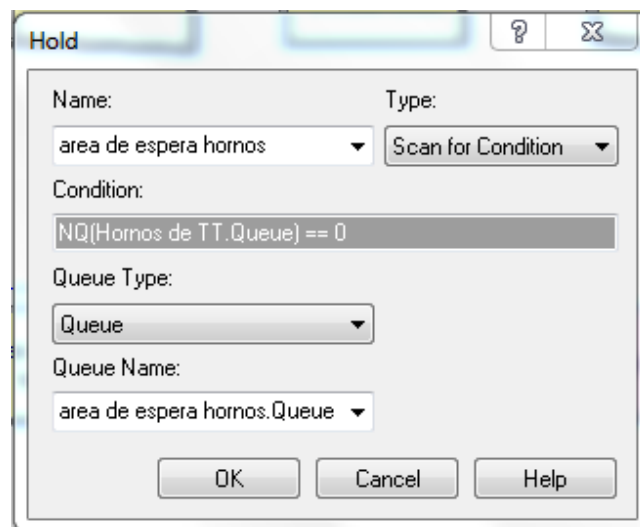 Hold
Name: Type:
area de espera hornos Scan for Condition
Condition:
NQ(Hornos de TT.Queue) == 0
Queue Type:
Queue
Queue Name:
area de espera hornos.Queue
OK Cancel Help